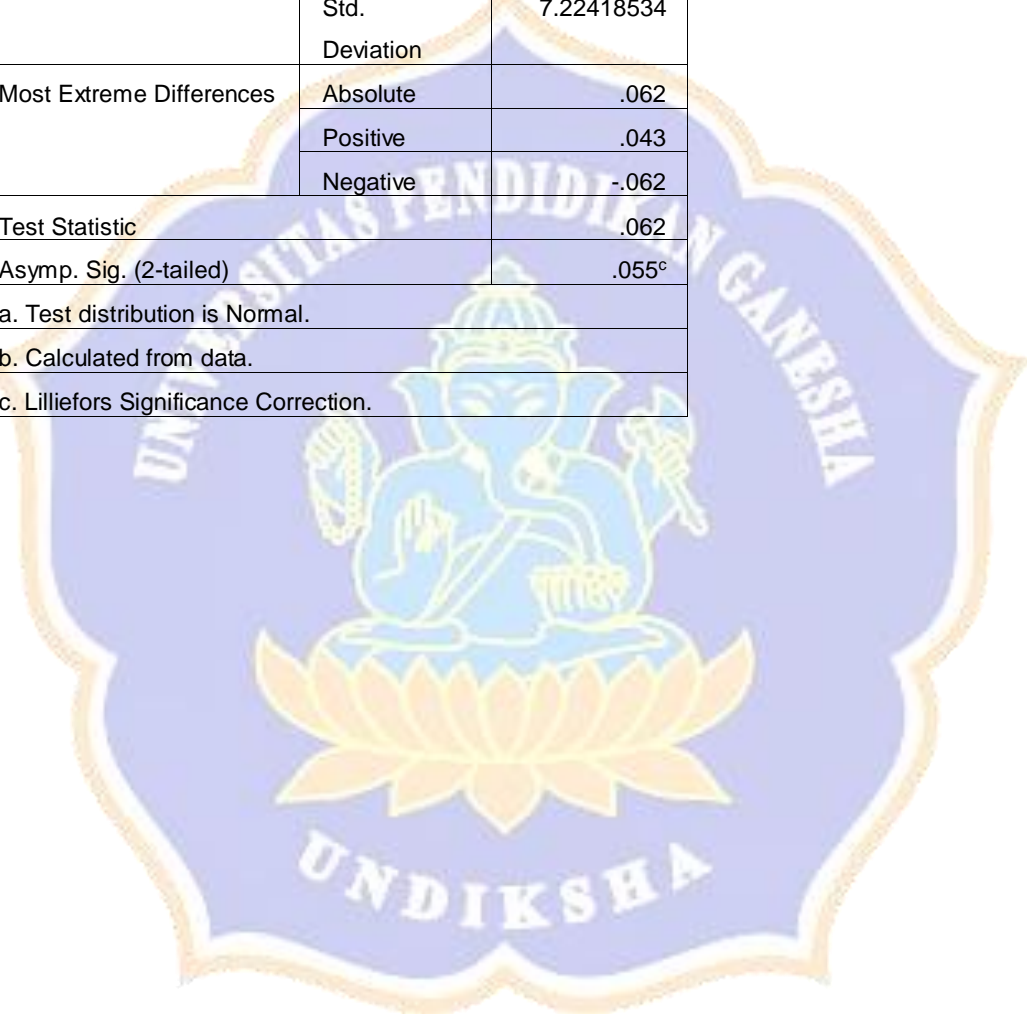 Std. 7.22418534
Deviation
Most Extreme Differences Absolute .062
Positive .043
Negative -.062
Test Statistic .062
Asymp. Sig. (2-tailed) .055ᶜ
a. Test distribution is Normal.
b. Calculated from data.
c. Lilliefors Significance Correction.
UNIVERSITAS PENDIDIKAN GANESHA
UNDIKSHA